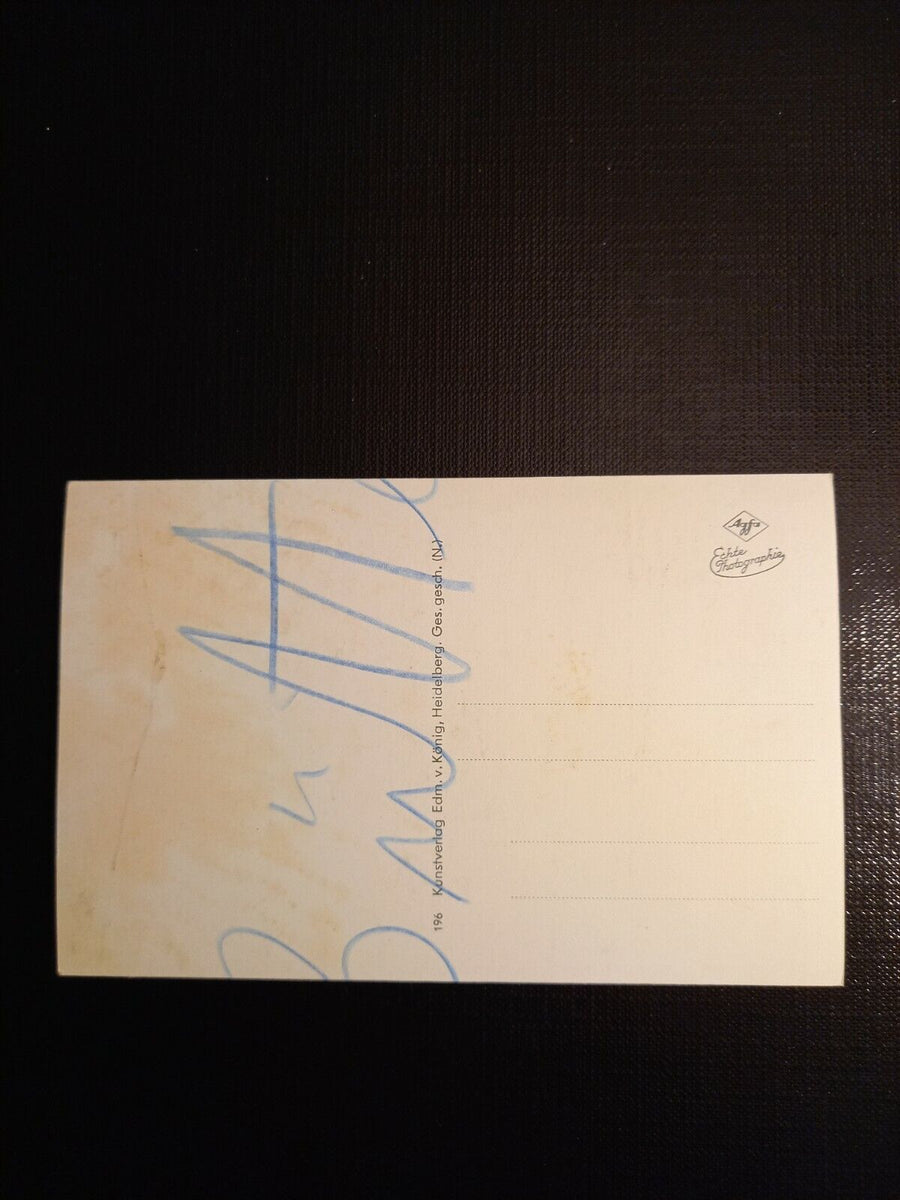 Agfa
Echte
Photographie
196 Kunstverlag Edm. v. König, Heidelberg. Ges. gesch. (N.)